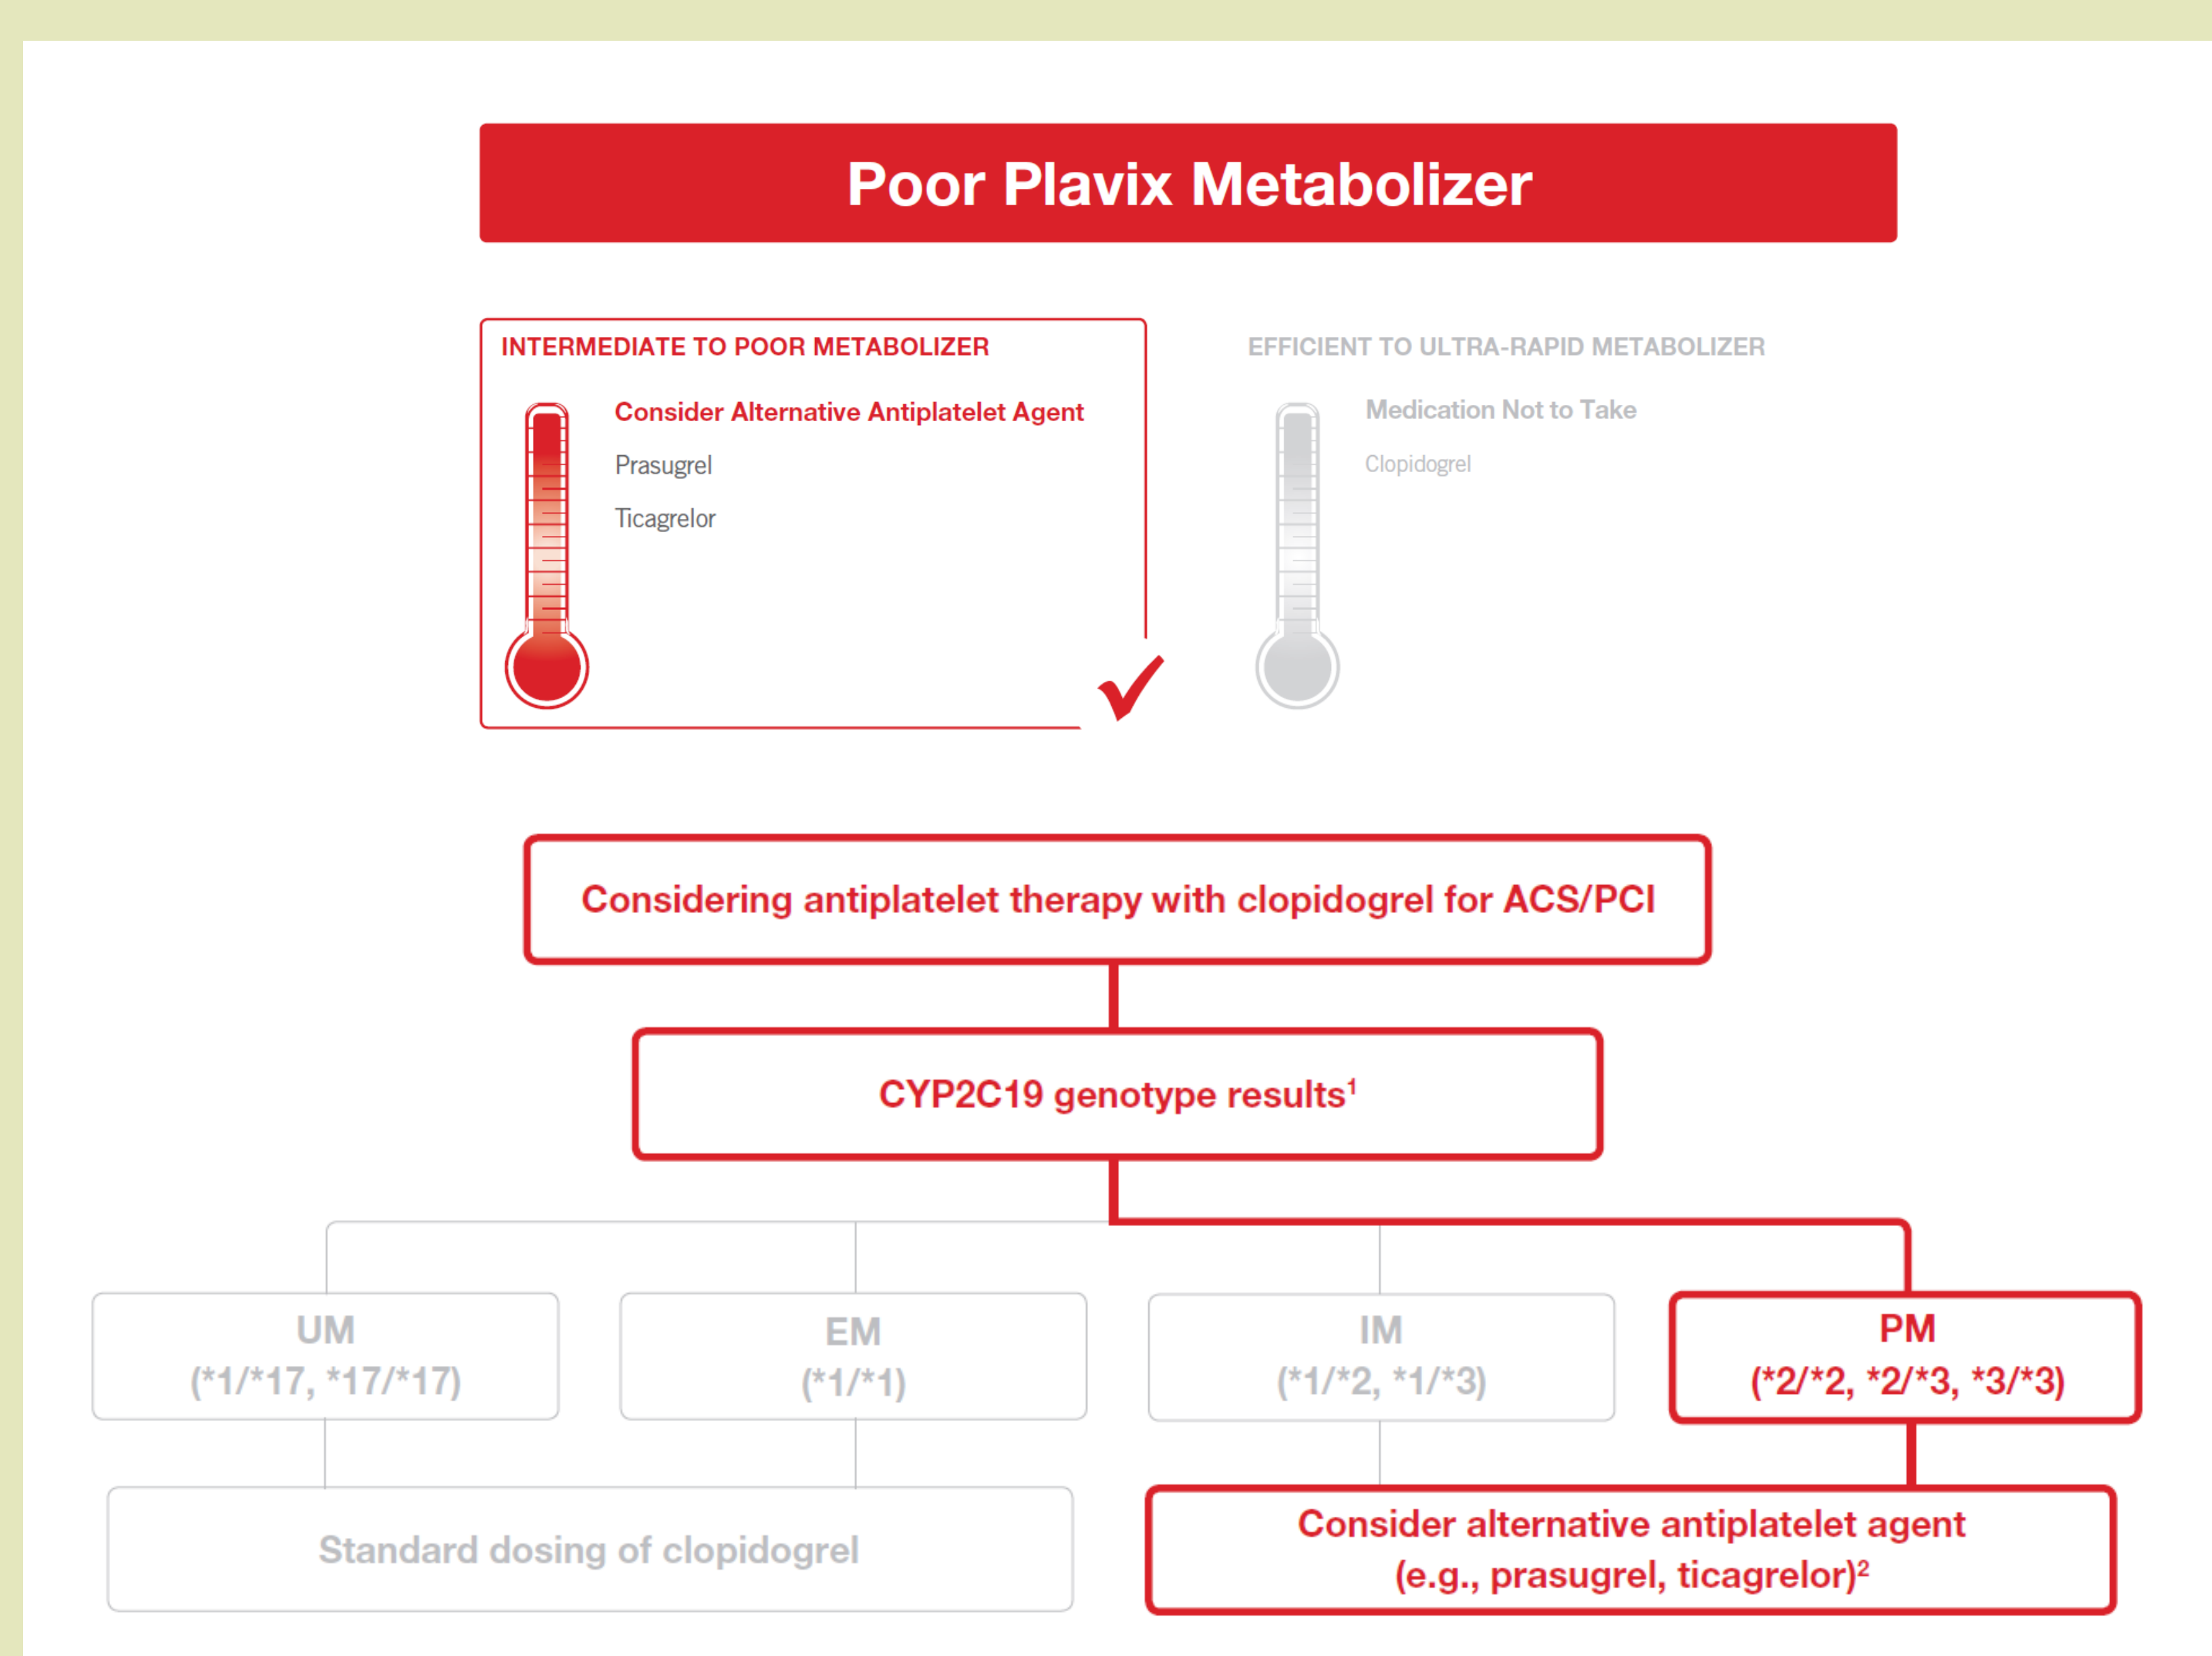 Poor Plavix Metabolizer
INTERMEDIATE TO POOR METABOLIZER
Consider Alternative Antiplatelet Agent
Prasugrel
Ticagrelor
EFFICIENT TO ULTRA-RAPID METABOLIZER
Medication Not to Take
Clopidogrel
Considering antiplatelet therapy with clopidogrel for ACS/PCI
CYP2C19 genotype results¹
UM
(*1/*17, *17/*17)
EM
(*1/*1)
IM
(*1/*2, *1/*3)
PM
(*2/*2, *2/*3, *3/*3)
Standard dosing of clopidogrel
Consider alternative antiplatelet agent
(e.g., prasugrel, ticagrelor)²